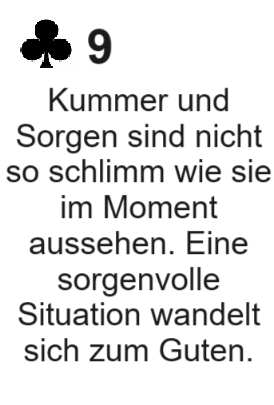 ♣ 9
Kummer und
Sorgen sind nicht
so schlimm wie sie
im Moment
aussehen. Eine
sorgenvolle
Situation wandelt
sich zum Guten.